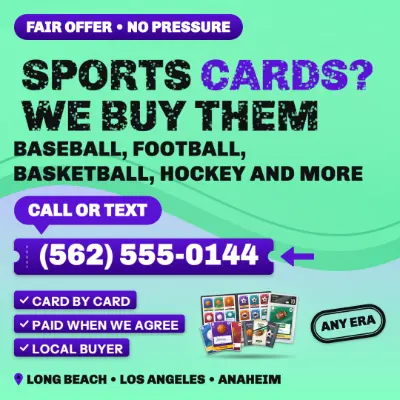 FAIR OFFER • NO PRESSURE
SPORTS CARDS?
WE BUY THEM
BASEBALL, FOOTBALL,
BASKETBALL, HOCKEY AND MORE
CALL OR TEXT
(562) 555-0144
CARD BY CARD
PAID WHEN WE AGREE
LOCAL BUYER
ANY ERA
LONG BEACH • LOS ANGELES • ANAHEIM